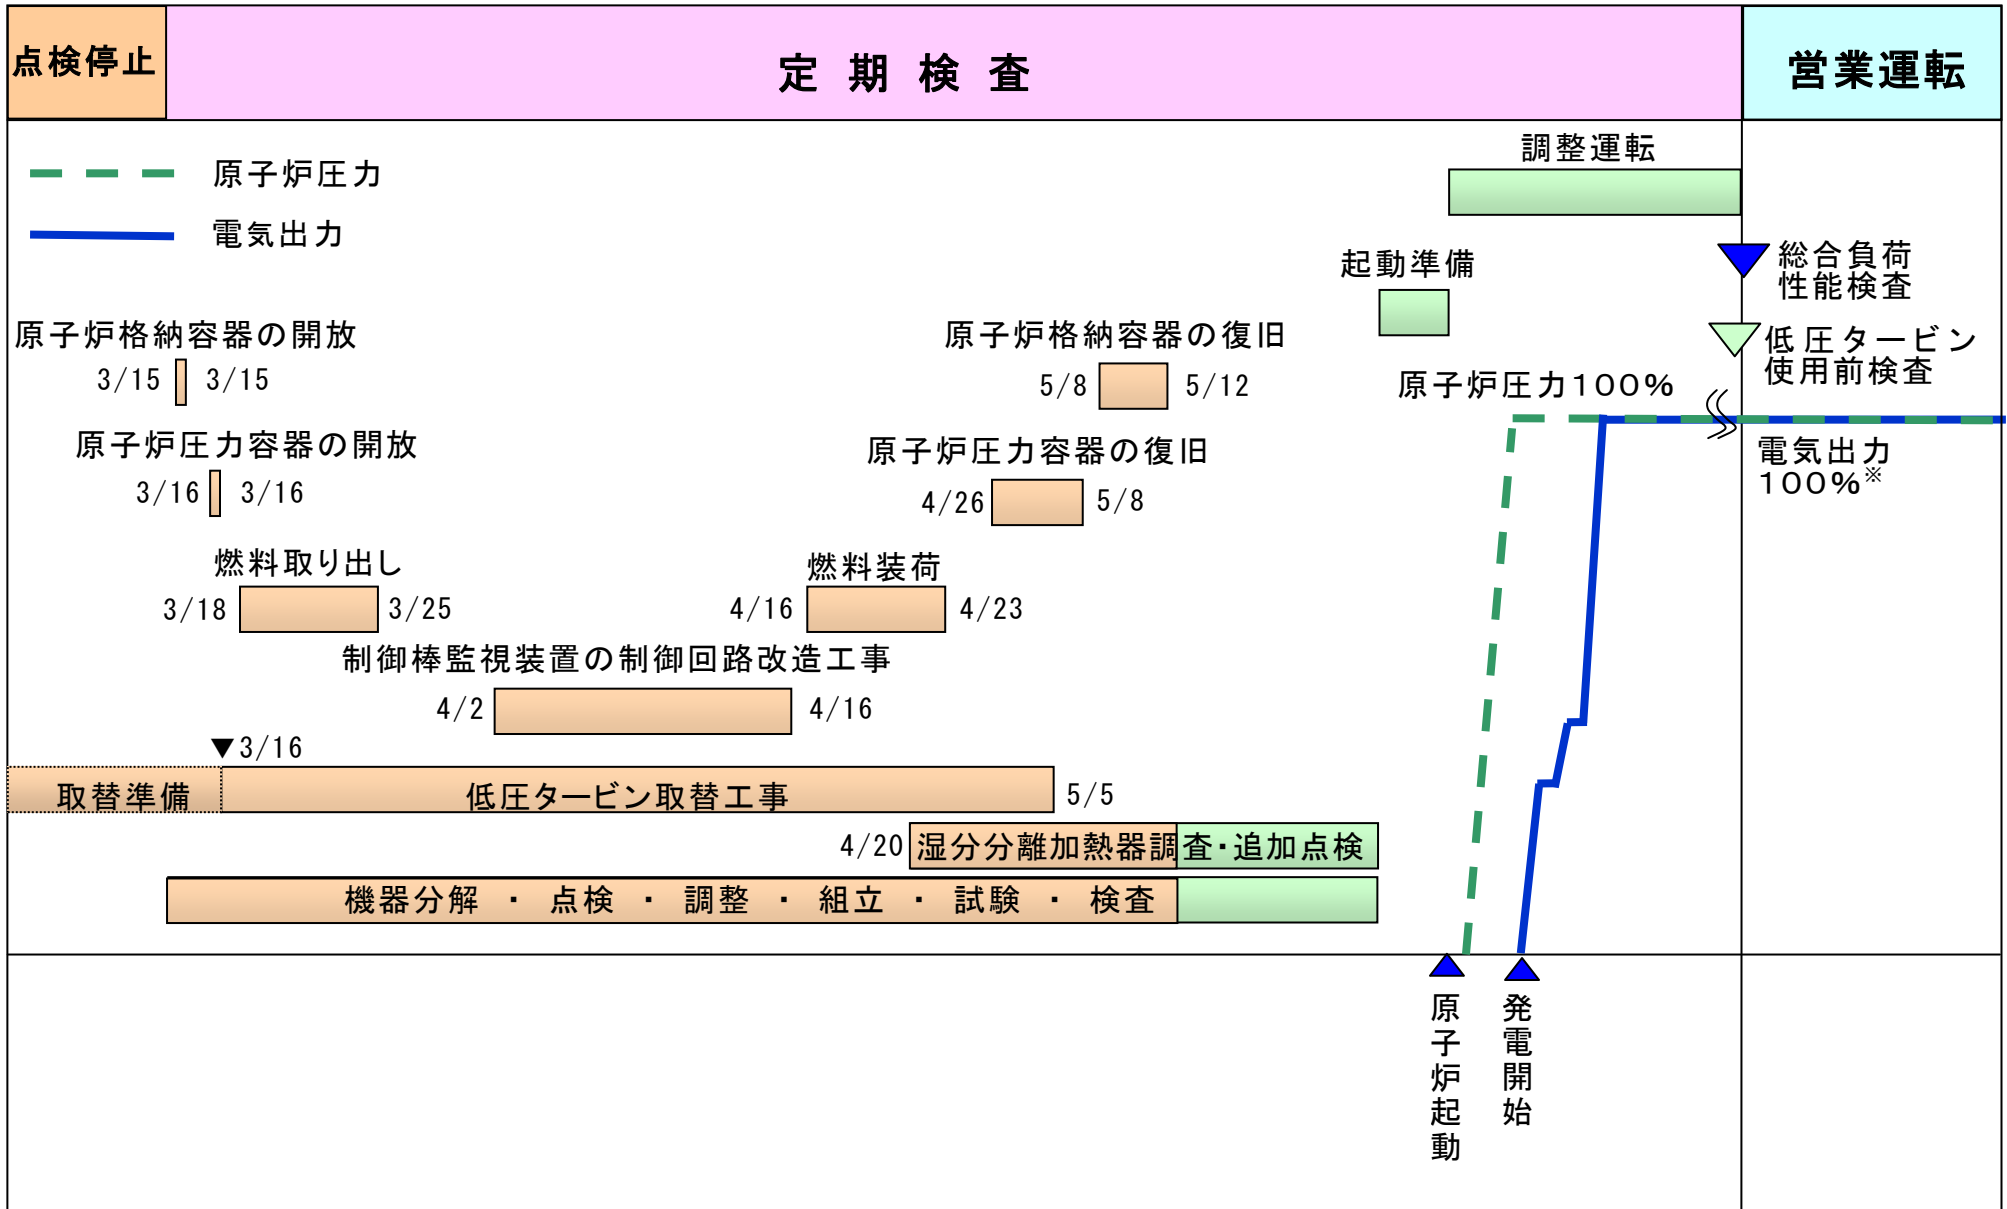 点検停止
定期検査
営業運転
調整運転
原子炉圧力
電気出力
総合負荷
性能検査
起動準備
原子炉格納容器の開放
3/15 3/15
原子炉格納容器の復旧
5/8 5/12
低圧タービン
使用前検査
原子炉圧力100%
原子炉圧力容器の開放
3/16 3/16
原子炉圧力容器の復旧
4/26 5/8
電気出力
100%※
燃料取り出し
3/18 3/25
燃料装荷
4/16 4/23
制御棒監視装置の制御回路改造工事
4/2 4/16
▼3/16
取替準備
低圧タービン取替工事
5/5
4/20
湿分分離加熱器調査・追加点検
機器分解 ・ 点検 ・ 調整 ・ 組立 ・ 試験 ・ 検査
原子炉起動
発電開始